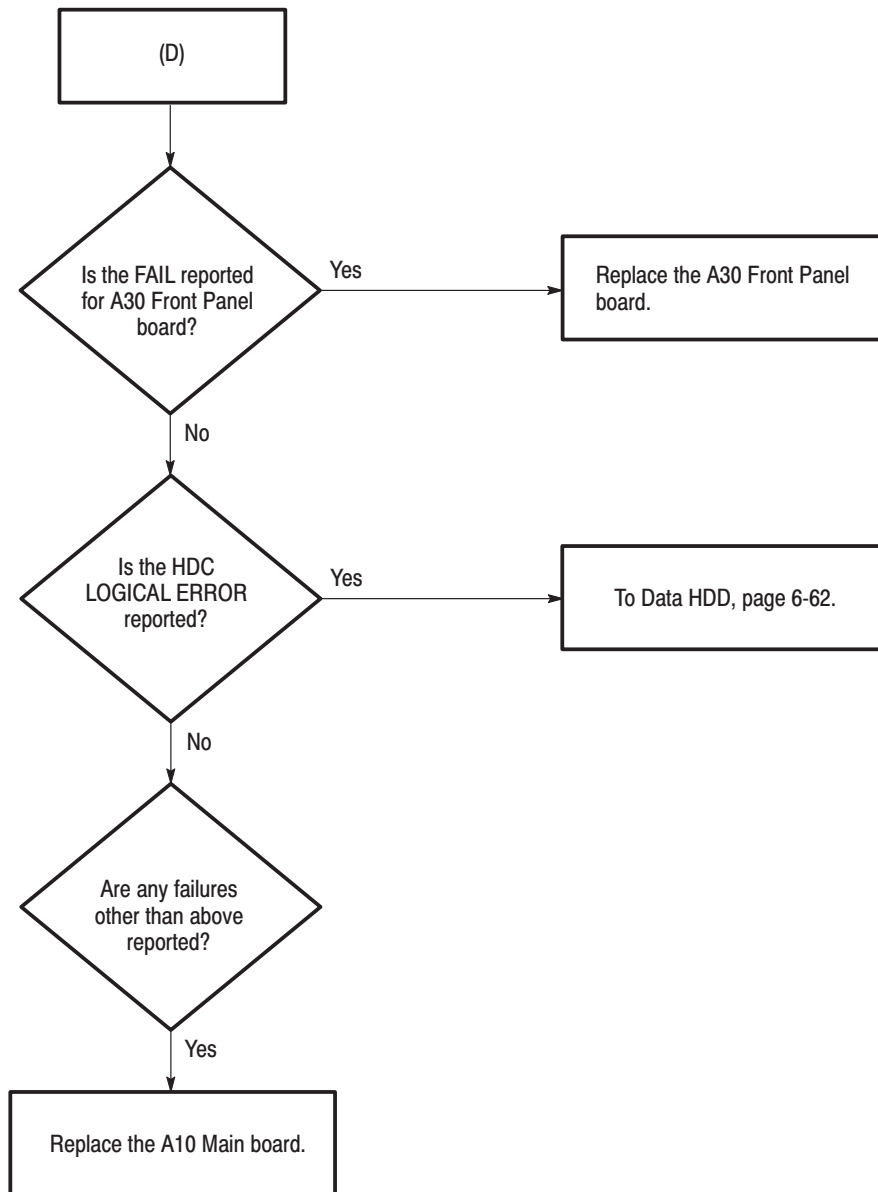 (D)
Is the FAIL reported
for A30 Front Panel
board?
Yes
Replace the A30 Front Panel
board.
No
Is the HDC
LOGICAL ERROR
reported?
Yes
To Data HDD, page 6-62.
No
Are any failures
other than above
reported?
Yes
Replace the A10 Main board.